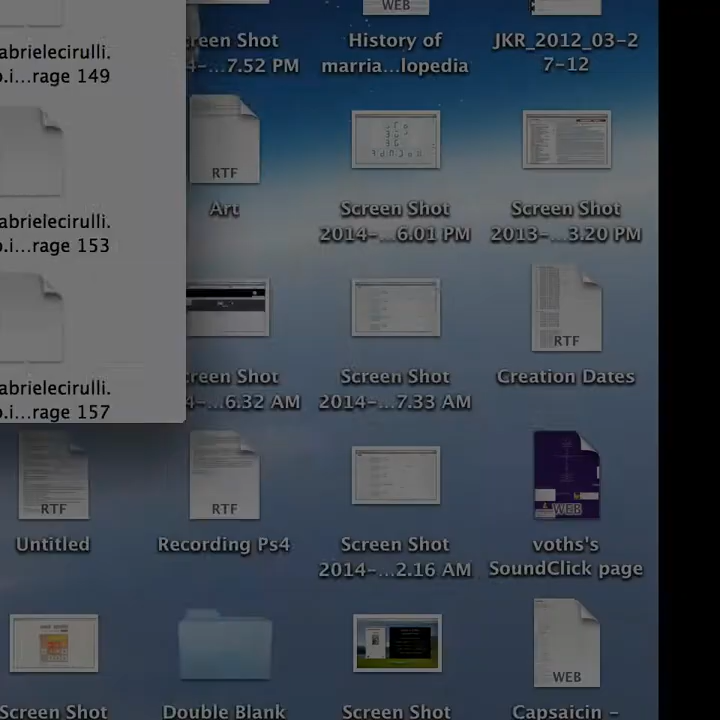 WEB
abrielecirulli.
o.i...rage 149
reen Shot
4-...7.52 PM
History of
marria...lopedia
JKR_2012_03-2
7-12
RTF
Art
Screen Shot
2014-...6.01 PM
Screen Shot
2013-...3.20 PM
abrielecirulli.
o.i...rage 153
reen Shot
4-...6.32 AM
Screen Shot
2014-...7.33 AM
RTF
Creation Dates
abrielecirulli.
o.i...rage 157
RTF
Untitled
RTF
Recording Ps4
Screen Shot
2014-...2.16 AM
WEB
voths's
SoundClick page
Screen Shot
Double Blank
Screen Shot
WEB
Capsaicin -